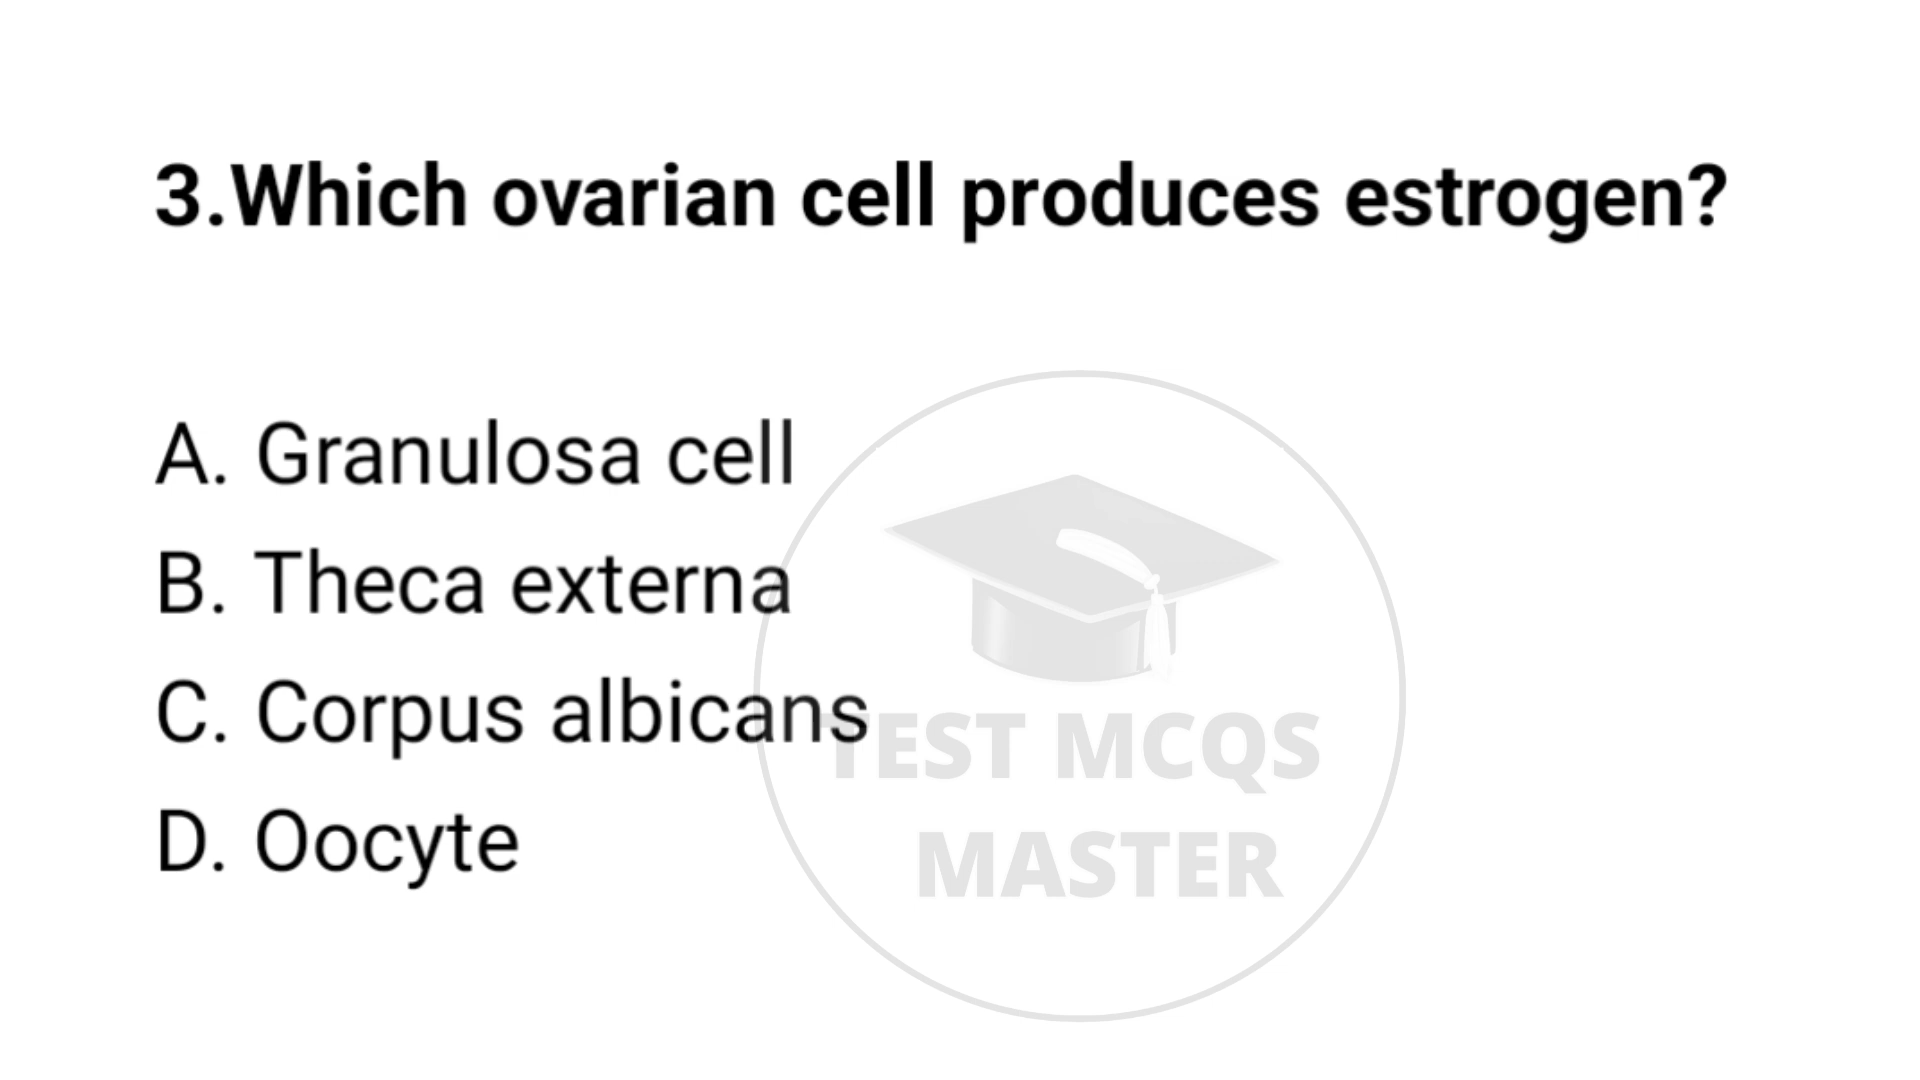 3.Which ovarian cell produces estrogen?
A. Granulosa cell
B. Theca externa
C. Corpus albicans
D. Oocyte
TEST MCQS
MASTER